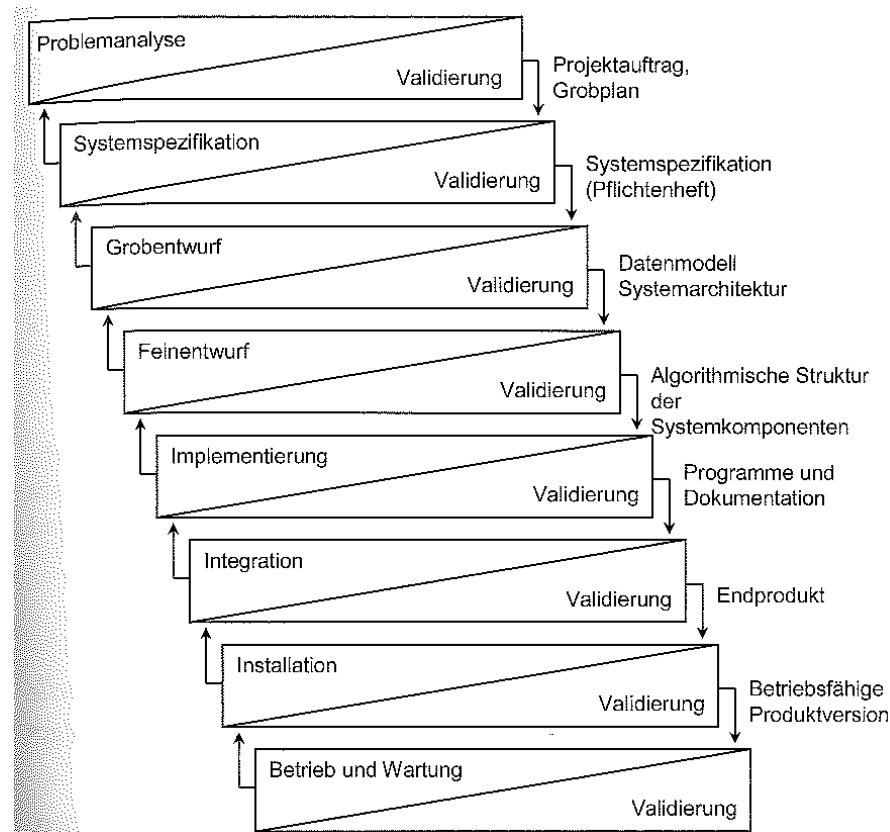 Problemanalyse
Validierung
Projektauftrag,
Grobplan
Systemspezifikation
Validierung
Systemspezifikation
(Pflichtenheft)
Grobentwurf
Validierung
Datenmodell
Systemarchitektur
Feinentwurf
Validierung
Algorithmische Struktur
der
Systemkomponenten
Implementierung
Validierung
Programme und
Dokumentation
Integration
Validierung
Endprodukt
Installation
Validierung
Betriebsfähige
Produktversion
Betrieb und Wartung
Validierung